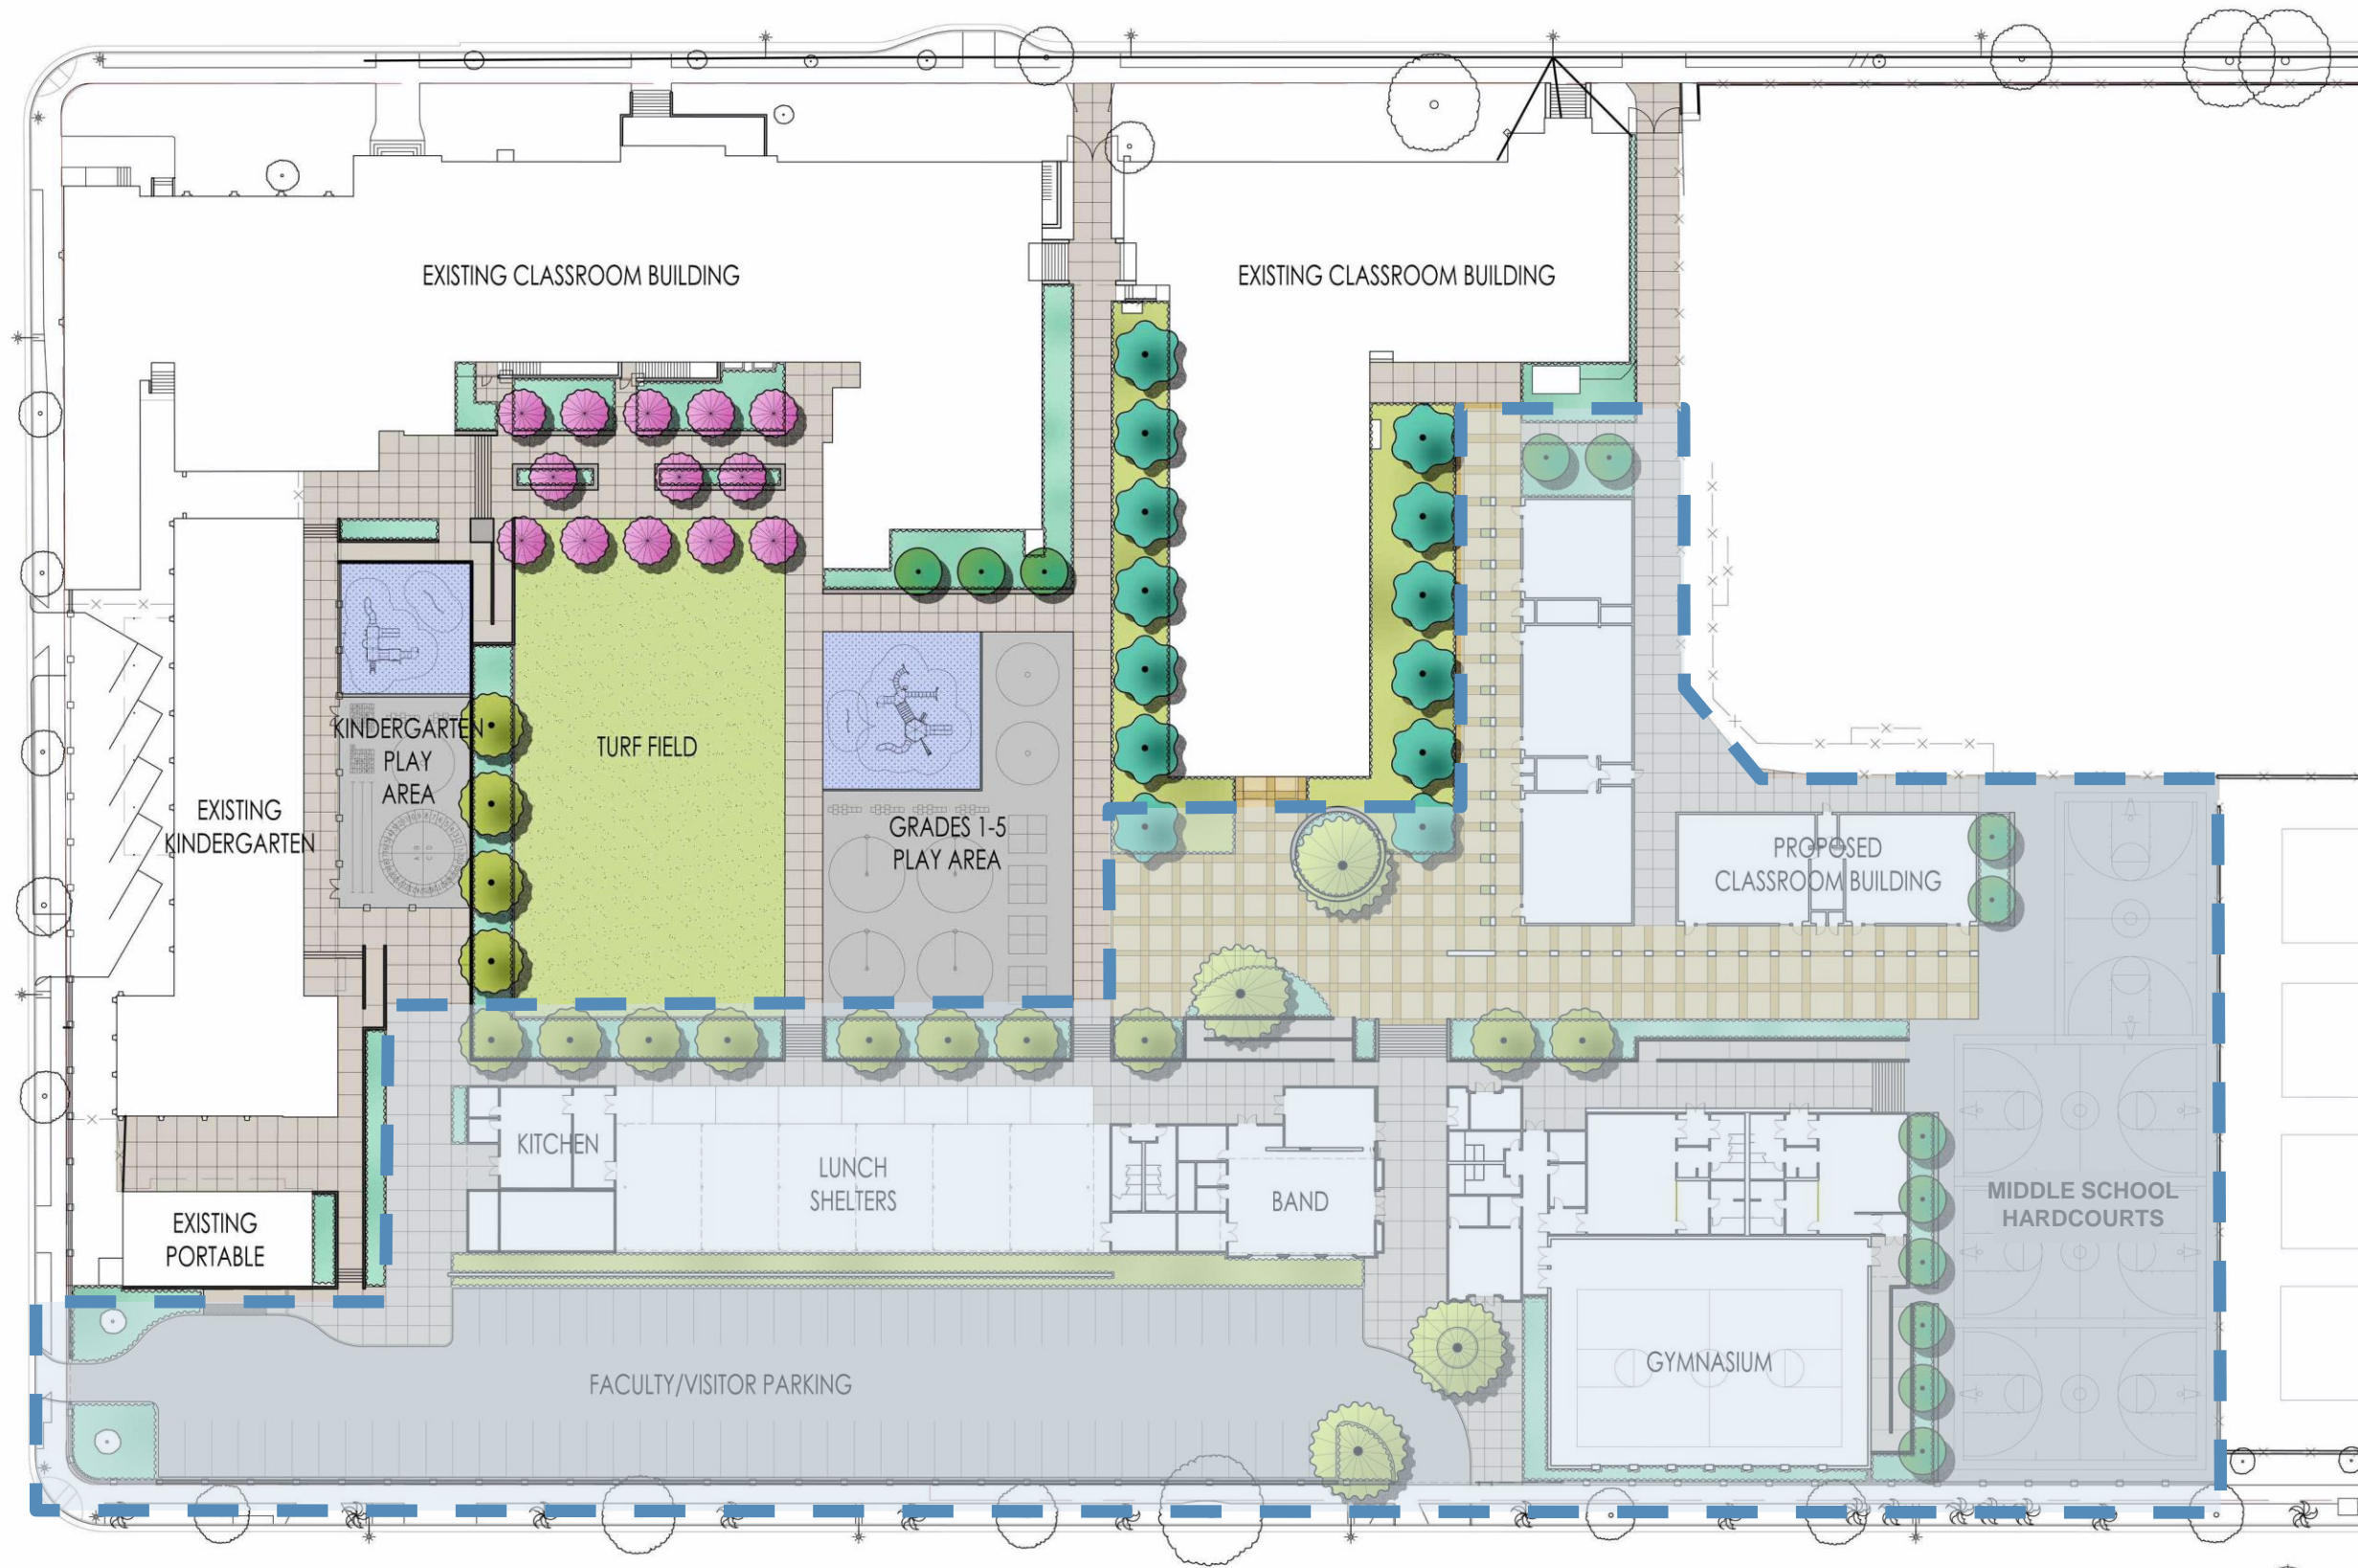 EXISTING CLASSROOM BUILDING
EXISTING CLASSROOM BUILDING
KINDERGARTEN
PLAY
AREA
TURF FIELD
EXISTING
KINDERGARTEN
GRADES 1-5
PLAY AREA
PROPOSED
CLASSROOM BUILDING
KITCHEN
LUNCH
SHELTERS
BAND
MIDDLE SCHOOL
HARDCOURTS
EXISTING
PORTABLE
GYMNASIUM
FACULTY/VISITOR PARKING